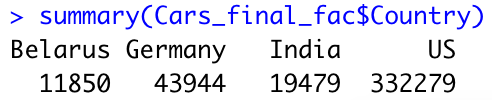 > summary(Cars_final_fac$Country)
Belarus Germany India US
11850 43944 19479 332279